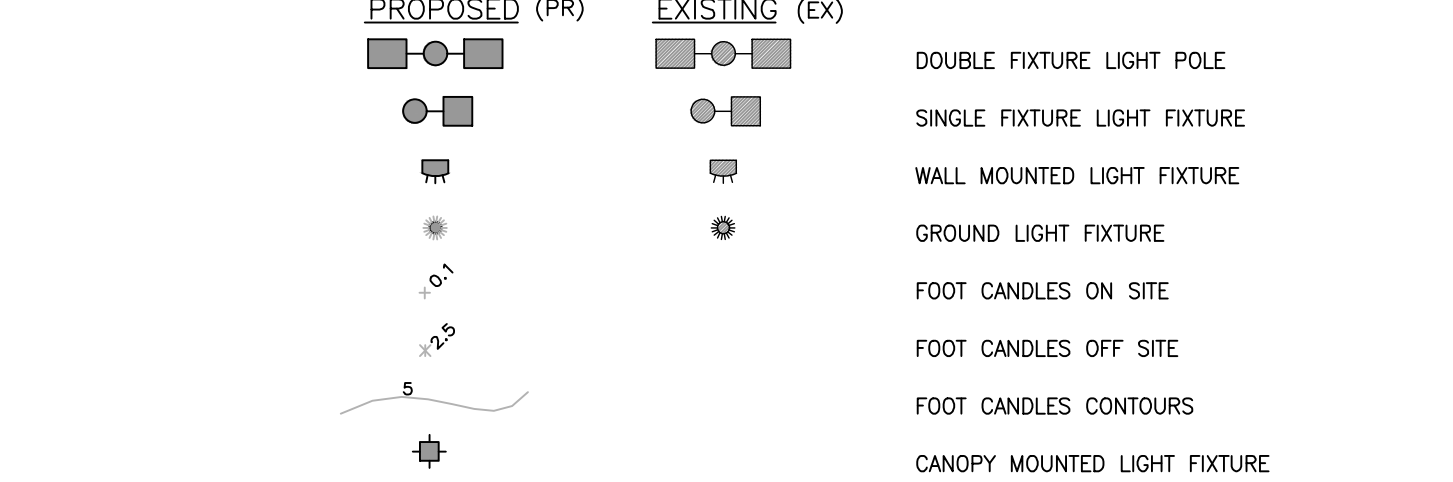 PROPOSED (PR) EXISTING (EX)
DOUBLE FIXTURE LIGHT POLE
SINGLE FIXTURE LIGHT FIXTURE
WALL MOUNTED LIGHT FIXTURE
GROUND LIGHT FIXTURE
0.1 FOOT CANDLES ON SITE
2.5 FOOT CANDLES OFF SITE
5 FOOT CANDLES CONTOURS
CANOPY MOUNTED LIGHT FIXTURE